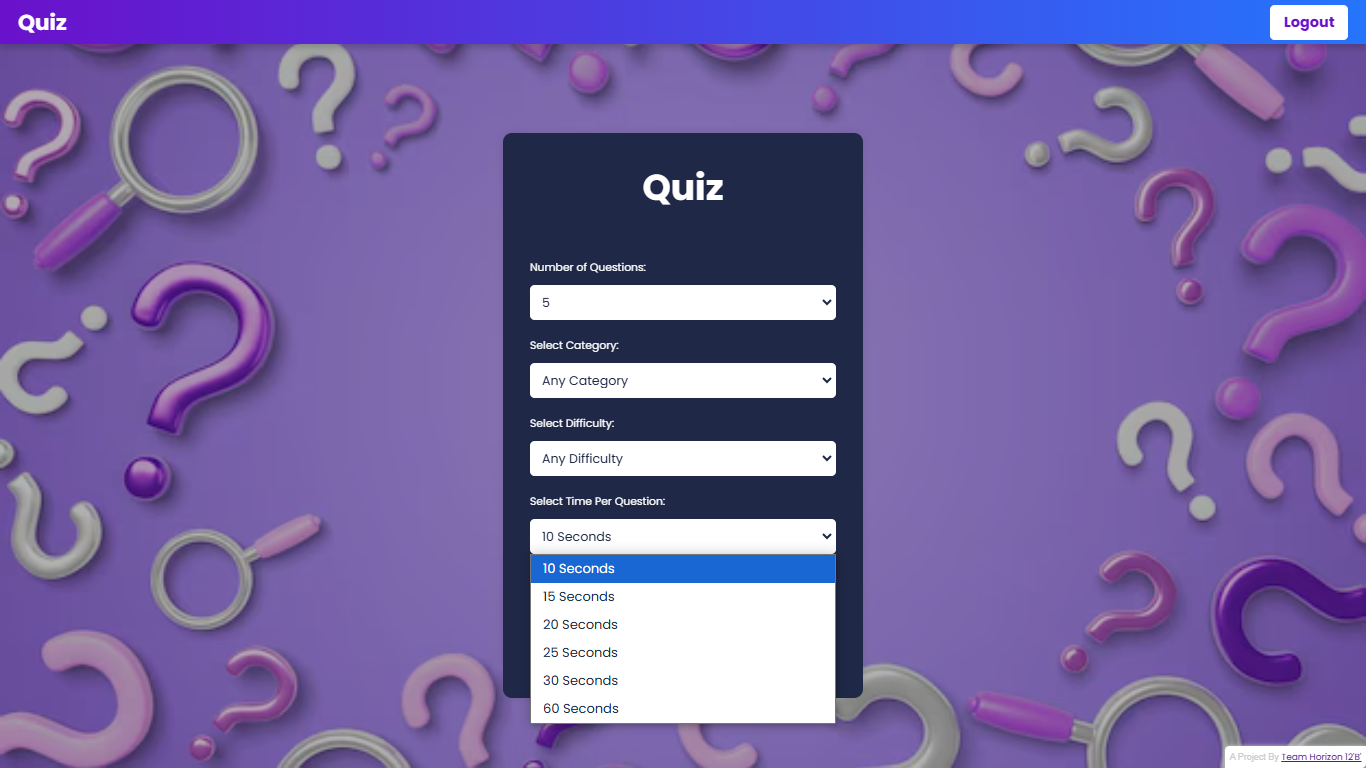 Quiz
Logout
Quiz
Number of Questions:
5
Select Category:
Any Category
Select Difficulty:
Any Difficulty
Select Time Per Question:
10 Seconds
10 Seconds
15 Seconds
20 Seconds
25 Seconds
30 Seconds
60 Seconds
A Project By Team Horizon 12'B'